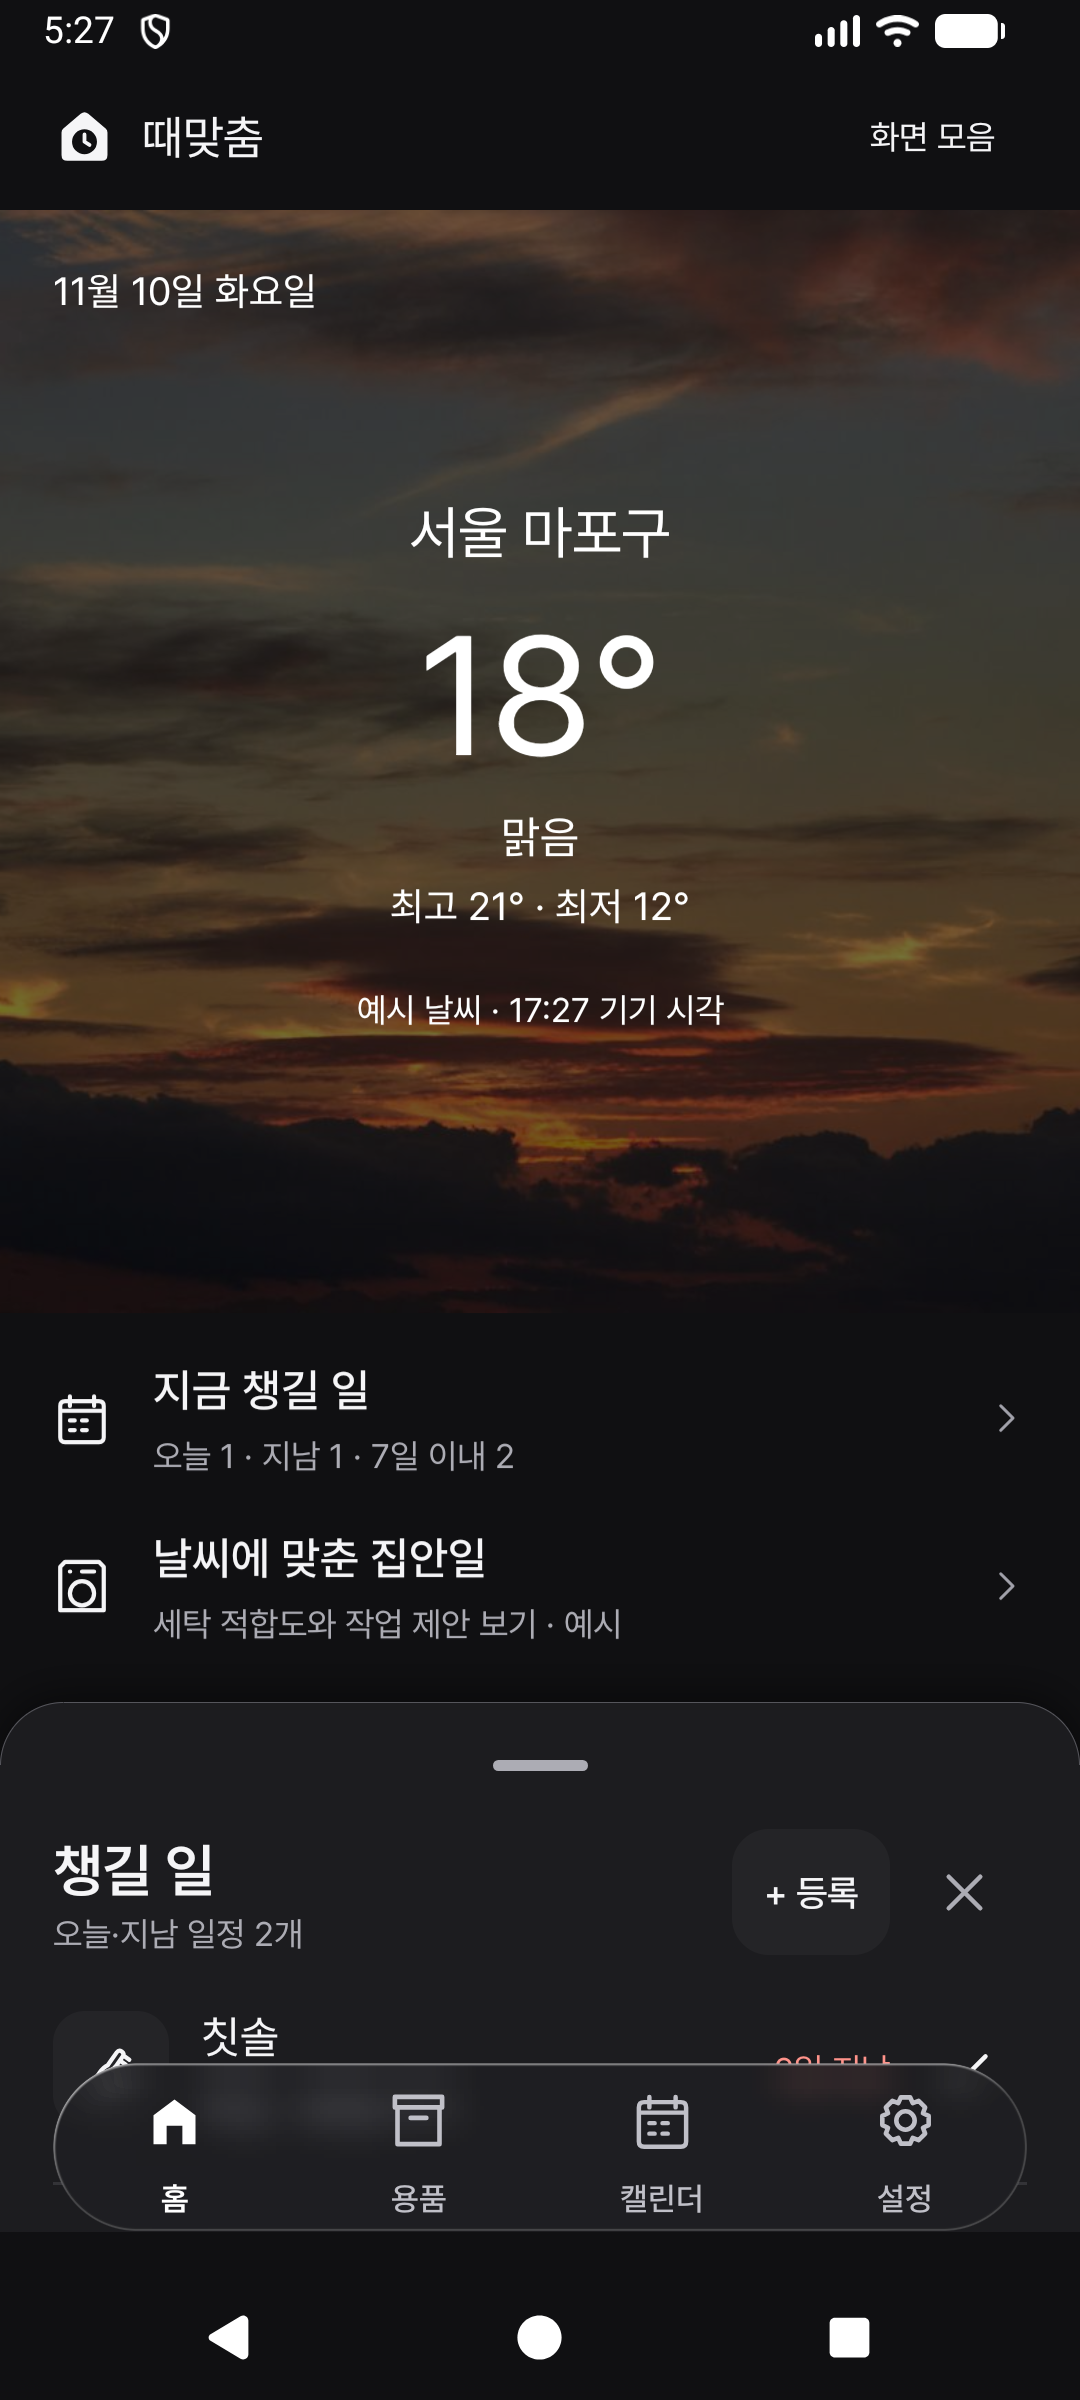 5:27
때맞춤
화면 모음
11월 10일 화요일
서울 마포구
18°
맑음
최고 21° · 최저 12°
예시 날씨 · 17:27 기기 시각
지금 챙길 일
오늘 1 · 지남 1 · 7일 이내 2
날씨에 맞춘 집안일
세탁 적합도와 작업 제안 보기 · 예시
챙길 일
+ 등록
오늘·지남 일정 2개
칫솔
홈
용품
캘린더
설정